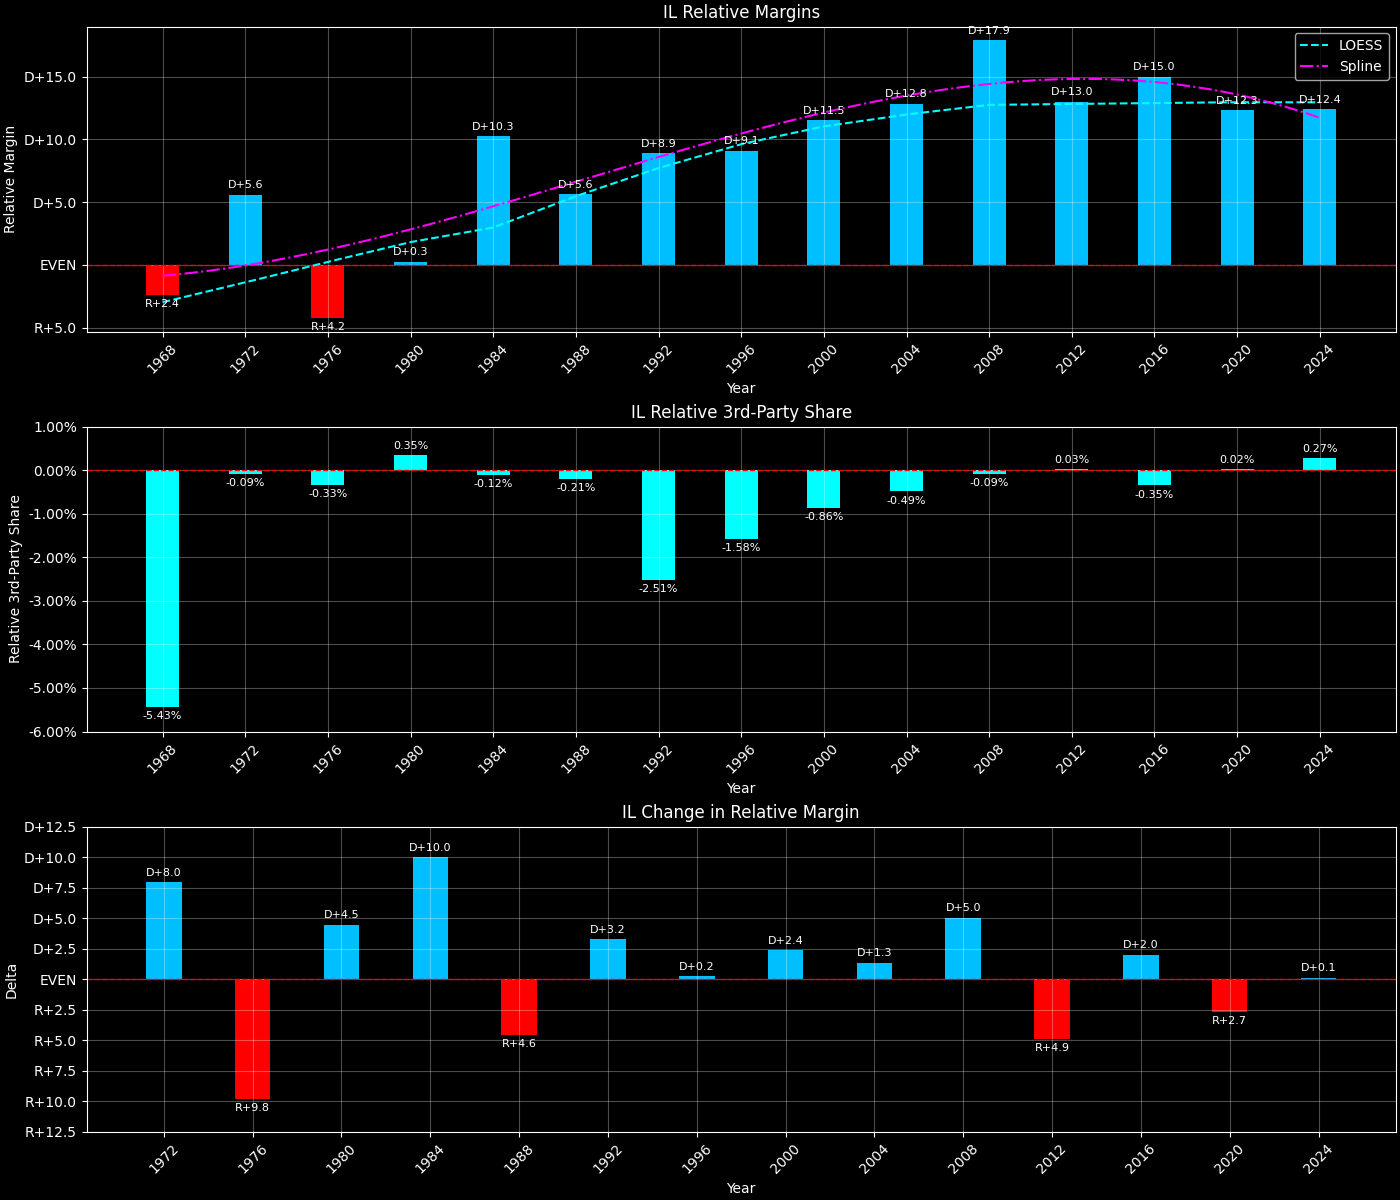 IL Relative Margins
Relative Margin
D+15.0
D+10.0
D+5.0
EVEN
R+5.0
LOESS
Spline
R+2.4
D+5.6
R+4.2
D+0.3
D+10.3
D+5.6
D+8.9
D+9.1
D+11.5
D+12.8
D+17.9
D+13.0
D+15.0
D+12.3
D+12.4
1968
1972
1976
1980
1984
1988
1992
1996
2000
2004
2008
2012
2016
2020
2024
Year
IL Relative 3rd-Party Share
Relative 3rd-Party Share
1.00%
0.00%
-1.00%
-2.00%
-3.00%
-4.00%
-5.00%
-6.00%
-5.43%
-0.09%
-0.33%
0.35%
-0.12%
-0.21%
-2.51%
-1.58%
-0.86%
-0.49%
-0.09%
0.03%
-0.35%
0.02%
0.27%
1968
1972
1976
1980
1984
1988
1992
1996
2000
2004
2008
2012
2016
2020
2024
Year
IL Change in Relative Margin
Delta
D+12.5
D+10.0
D+7.5
D+5.0
D+2.5
EVEN
R+2.5
R+5.0
R+7.5
R+10.0
R+12.5
D+8.0
R+9.8
D+4.5
D+10.0
R+4.6
D+3.2
D+0.2
D+2.4
D+1.3
D+5.0
R+4.9
D+2.0
R+2.7
D+0.1
1972
1976
1980
1984
1988
1992
1996
2000
2004
2008
2012
2016
2020
2024
Year